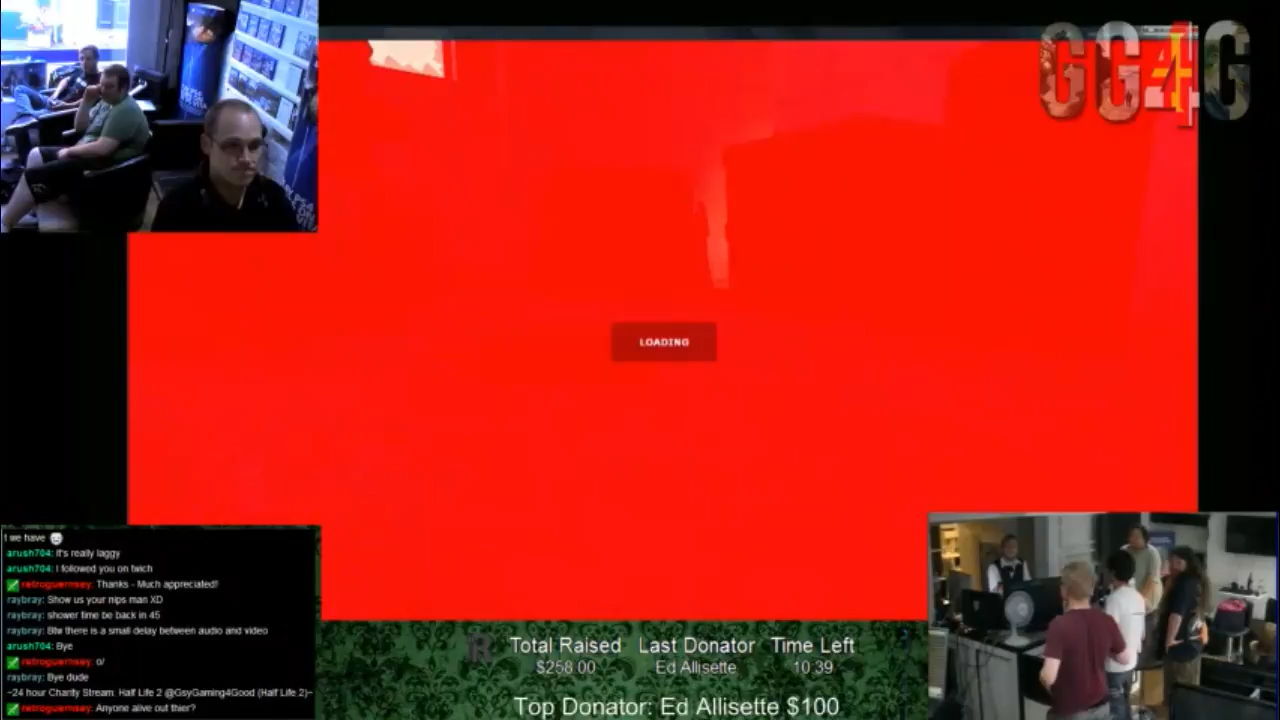 GG4G
LOADING
t we have
arush704: It's really laggy
arush704: I followed you on twich
retroguernsey: Thanks - Much appreciated!
raybray: Show us your nips man XD
raybray: shower time be back in 45
raybray: Btw there is a small delay between audio and video
arush704: Bye
retroguernsey: o/
raybray: Bye dude
~24 hour Charity Stream: Half Life 2 @GsyGaming4Good (Half Life 2)~
retroguernsey: Anyone alive out thier?
Total Raised Last Donator Time Left
$258.00 Ed Allisette 10:39
Top Donator: Ed Allisette $100